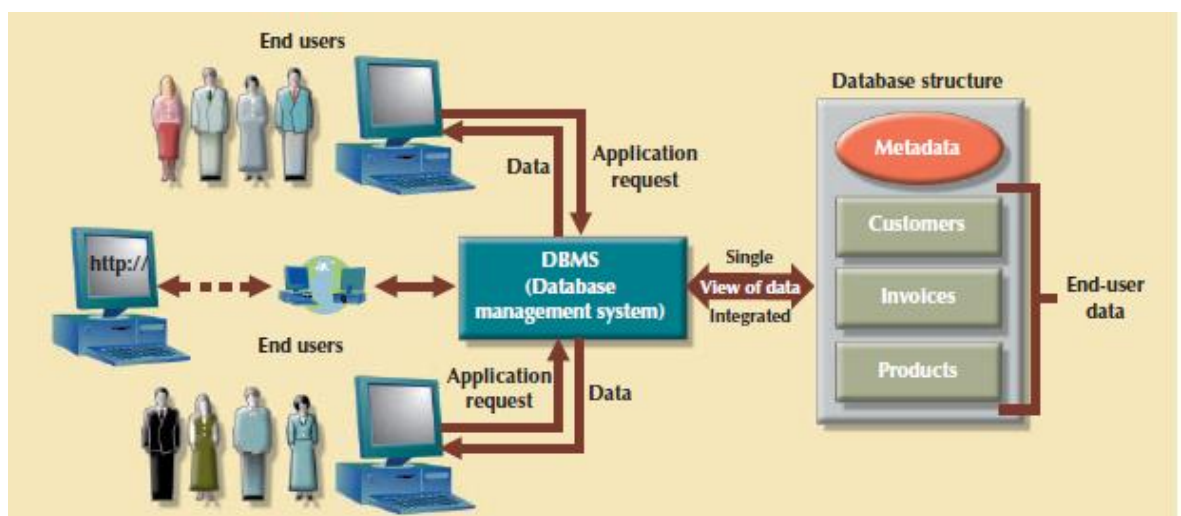 End users
Database structure
Metadata
Application
request
Data
Customers
http://
DBMS
(Database
management system)
Single
View of data
Integrated
Invoices
End-user
data
End users
Products
Application
request
Data